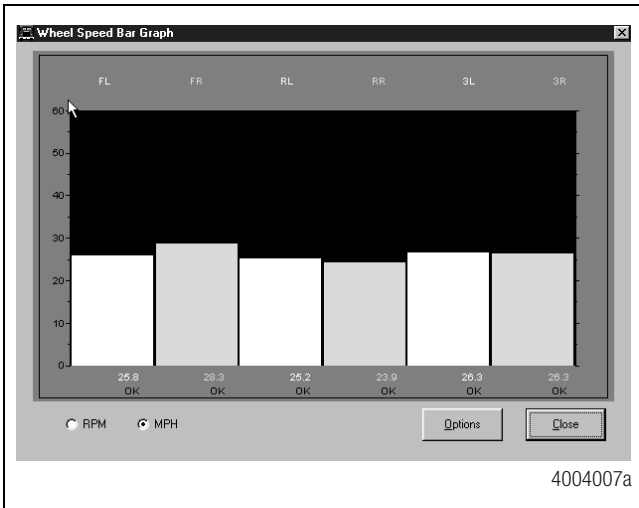 Wheel Speed Bar Graph
FL FR RL RR 3L 3R
60
50
40
30
20
10
0
25.8 28.3 25.2 23.9 26.3 26.3
OK OK OK OK OK OK
RPM MPH Options Close
4004007a